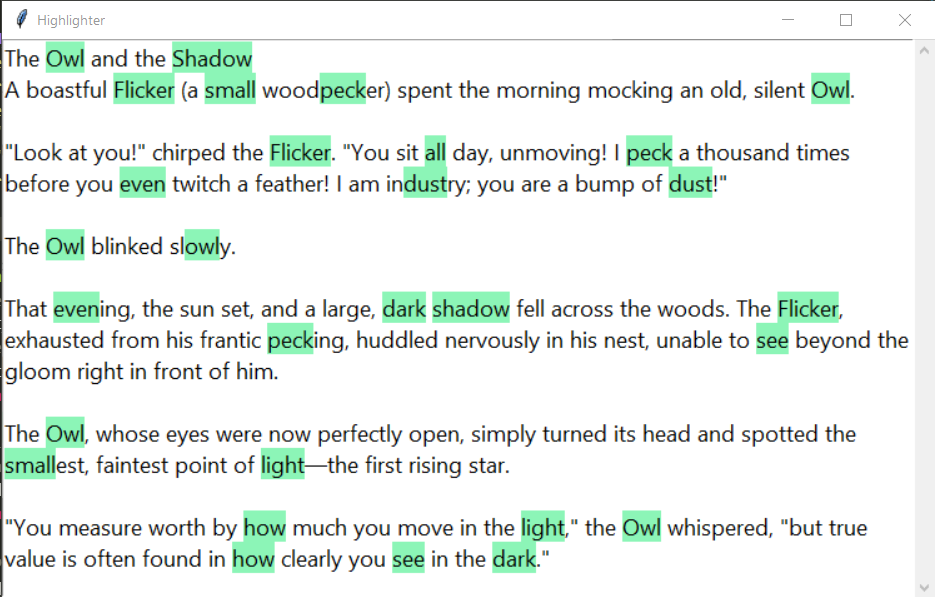 Highlighter
The Owl and the Shadow
A boastful Flicker (a small woodpecker) spent the morning mocking an old, silent Owl.
"Look at you!" chirped the Flicker. "You sit all day, unmoving! I peck a thousand times
before you even twitch a feather! I am industry; you are a bump of dust!"
The Owl blinked slowly.
That evening, the sun set, and a large, dark shadow fell across the woods. The Flicker,
exhausted from his frantic pecking, huddled nervously in his nest, unable to see beyond the
gloom right in front of him.
The Owl, whose eyes were now perfectly open, simply turned its head and spotted the
smallest, faintest point of light—the first rising star.
"You measure worth by how much you move in the light," the Owl whispered, "but true
value is often found in how clearly you see in the dark."